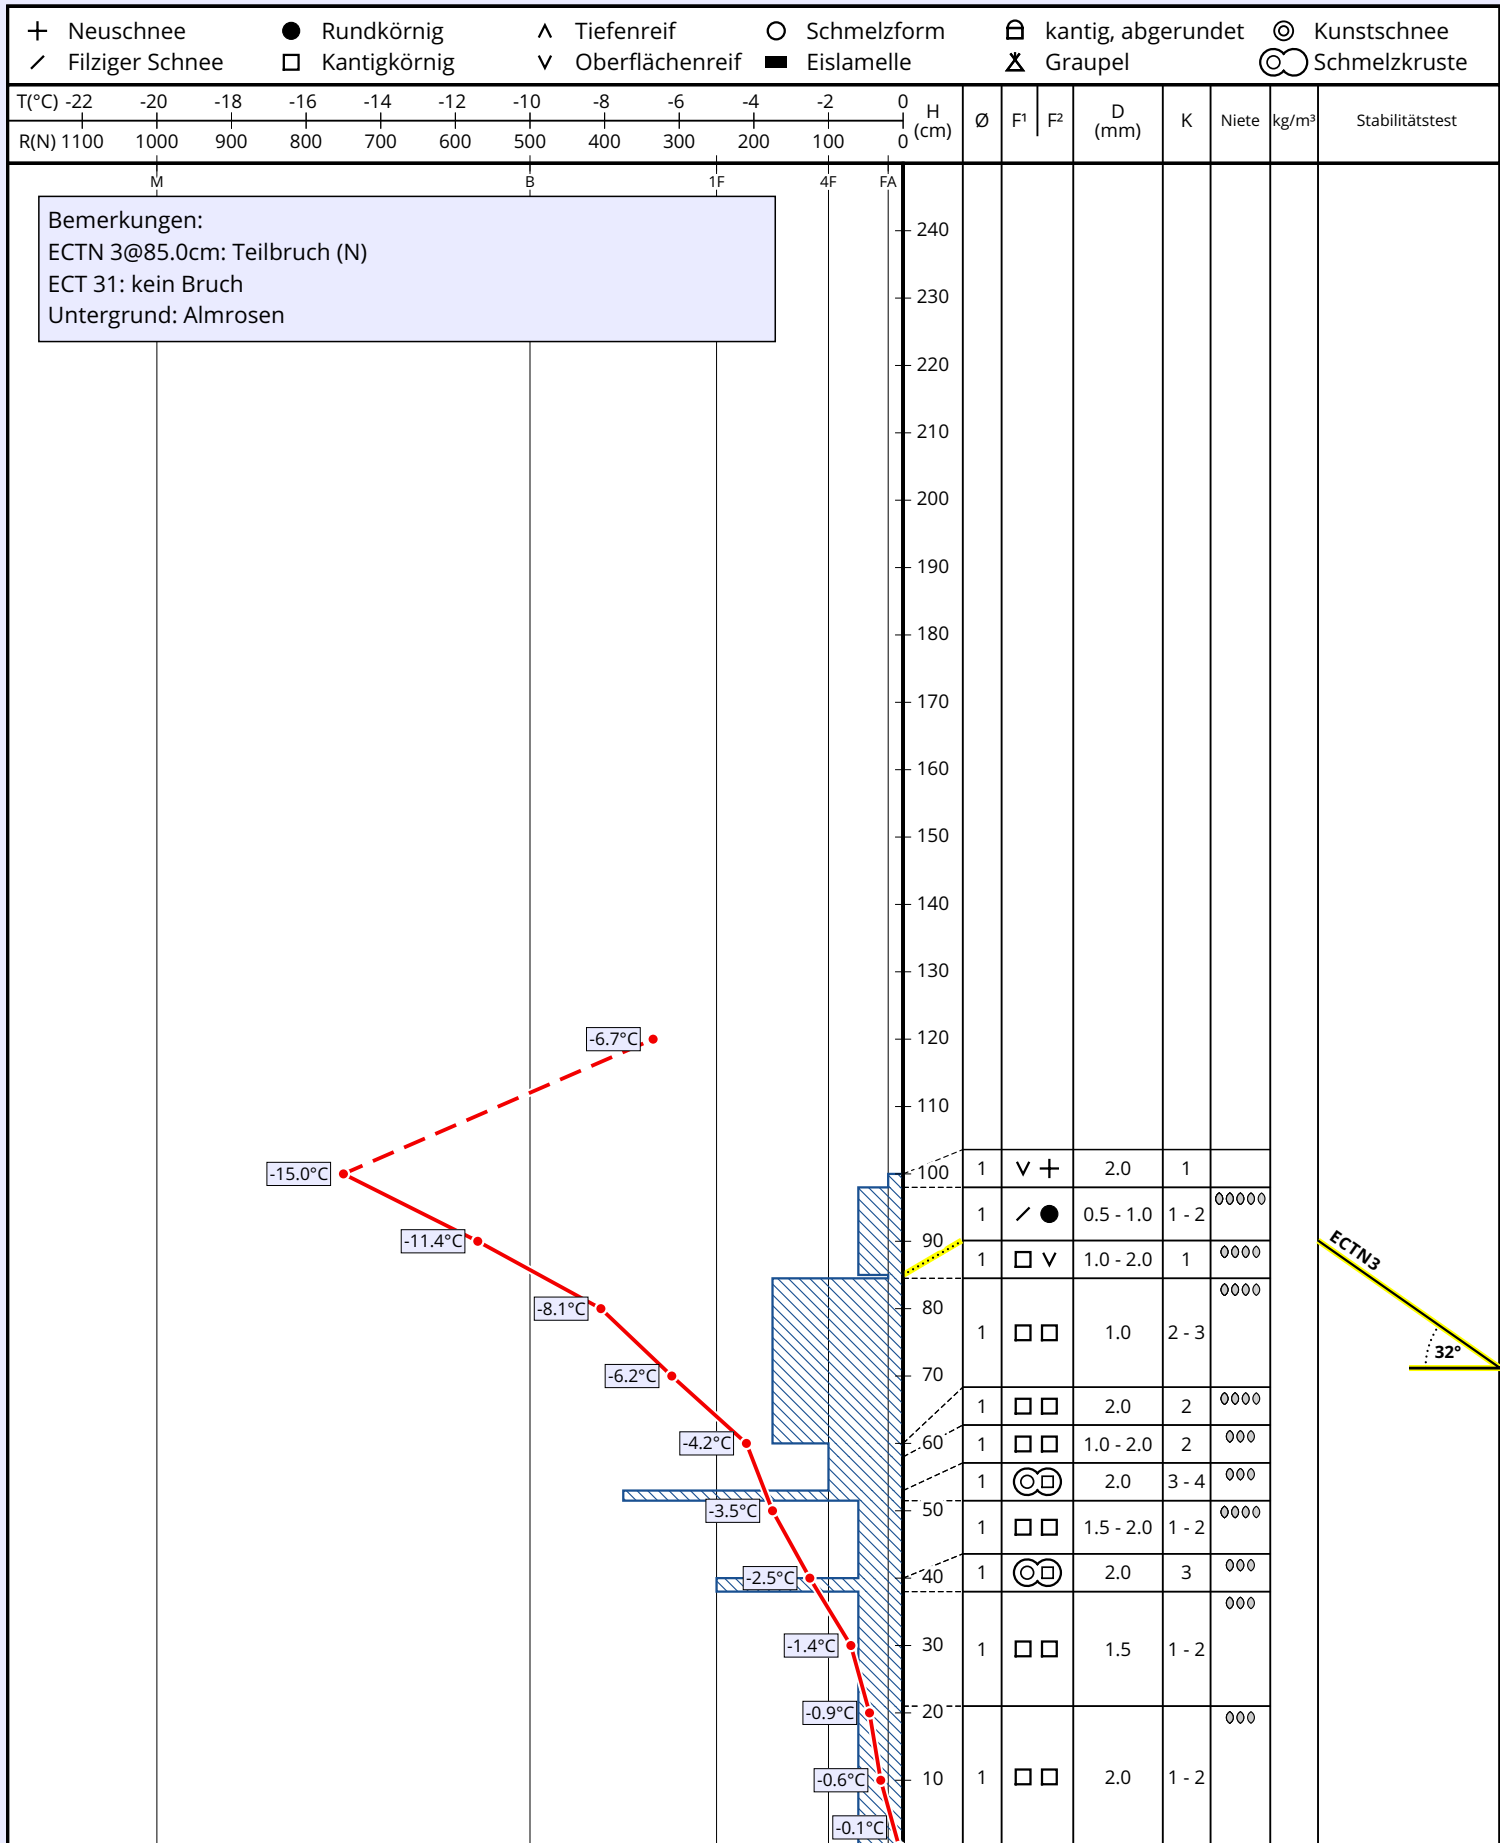 Neuschnee Rundkörnig Tiefenreif Schmelzform kantig, abgerundet Kunstschnee
Filziger Schnee Kantigkörnig Oberflächenreif Eislamelle Graupel Schmelzkruste
T(°C) -22 -20 -18 -16 -14 -12 -10 -8 -6 -4 -2 0
R(N) 1100 1000 900 800 700 600 500 400 300 200 100 0
H (cm) Ø F¹ F² D (mm) K Niete kg/m³ Stabilitätstest
M B 1F 4F FA
Bemerkungen:
ECTN 3@85.0cm: Teilbruch (N)
ECT 31: kein Bruch
Untergrund: Almrosen
240
230
220
210
200
190
180
170
160
150
140
130
-6.7°C 120
110
-15.0°C 100 1 2.0 1
1 0.5 - 1.0 1 - 2
-11.4°C 90 ECTN3
1 1.0 - 2.0 1
-8.1°C 80
1 1.0 2 - 3
32°
-6.2°C 70
1 2.0 2
-4.2°C 60 1 1.0 - 2.0 2
1 2.0 3 - 4
-3.5°C 50
1 1.5 - 2.0 1 - 2
-2.5°C 40 1 2.0 3
-1.4°C 30 1 1.5 1 - 2
-0.9°C 20
-0.6°C 10 1 2.0 1 - 2
-0.1°C